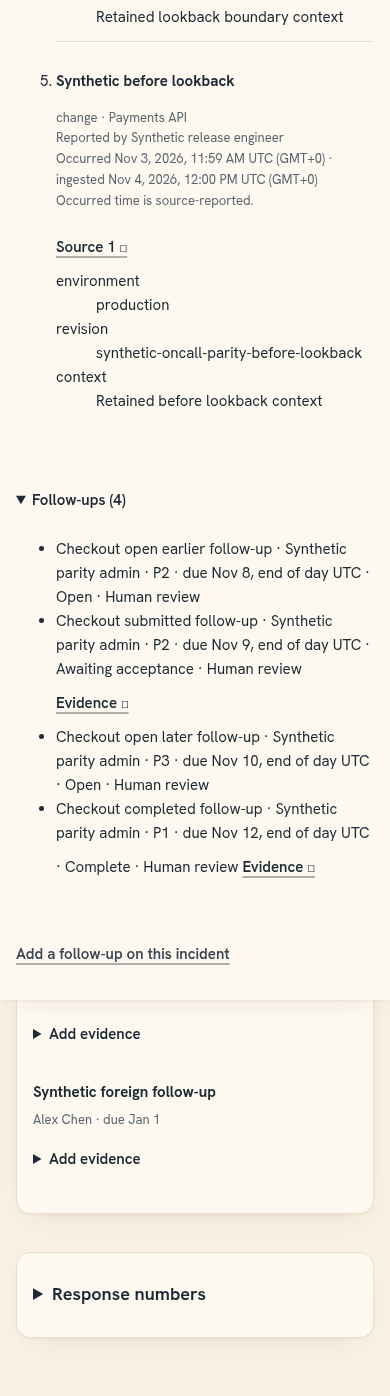 Retained lookback boundary context
5. Synthetic before lookback
change · Payments API
Reported by Synthetic release engineer
Occurred Nov 3, 2026, 11:59 AM UTC (GMT+0) ·
ingested Nov 4, 2026, 12:00 PM UTC (GMT+0)
Occurred time is source-reported.
Source 1
environment
production
revision
synthetic-oncall-parity-before-lookback
context
Retained before lookback context
Follow-ups (4)
Checkout open earlier follow-up · Synthetic
parity admin · P2 · due Nov 8, end of day UTC ·
Open · Human review
Checkout submitted follow-up · Synthetic
parity admin · P2 · due Nov 9, end of day UTC ·
Awaiting acceptance · Human review
Evidence
Checkout open later follow-up · Synthetic
parity admin · P3 · due Nov 10, end of day UTC
· Open · Human review
Checkout completed follow-up · Synthetic
parity admin · P1 · due Nov 12, end of day UTC
· Complete · Human review Evidence
Add a follow-up on this incident
Add evidence
Synthetic foreign follow-up
Alex Chen · due Jan 1
Add evidence
Response numbers